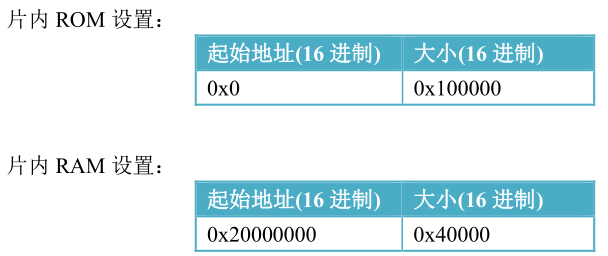 片内 ROM 设置：
起始地址(16 进制) 大小(16 进制)
0x0 0x100000
片内 RAM 设置：
起始地址(16 进制) 大小(16 进制)
0x20000000 0x40000